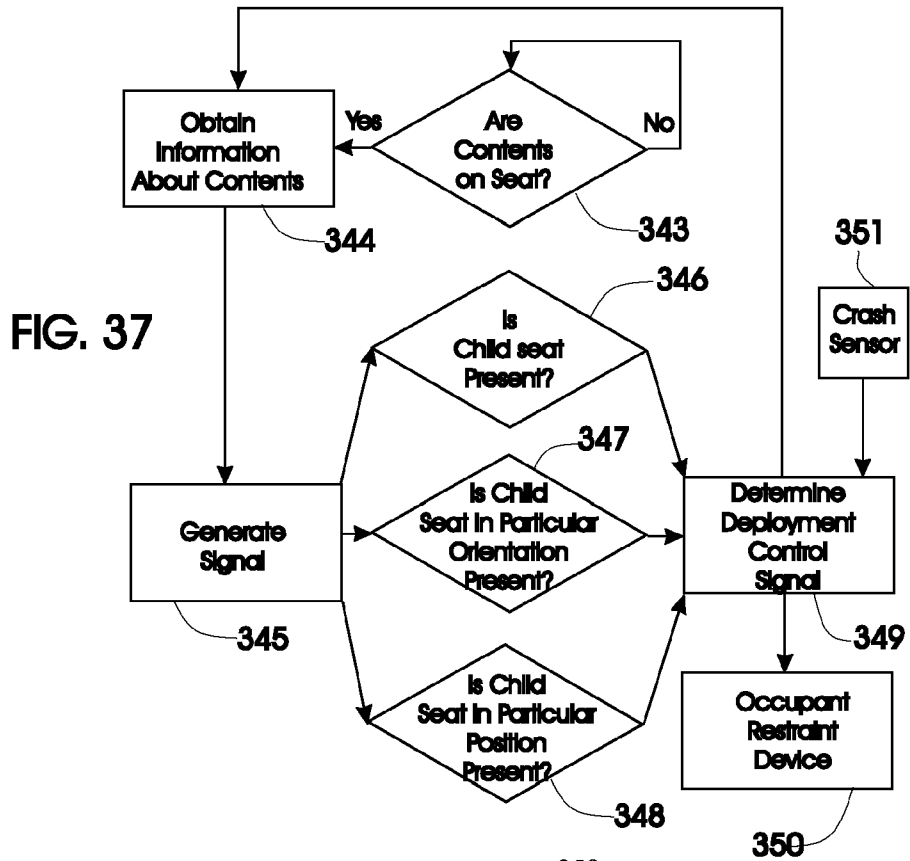 Obtain
Information
About Contents
344
Yes
Are
Contents
on Seat?
No
343
351
Crash
Sensor
FIG. 37
346
Is
Child seat
Present?
347
Is Child
Seat in Particular
Orientation
Present?
Generate
Signal
345
Determine
Deployment
Control
Signal
349
Is Child
Seat in Particular
Position
Present?
348
Occupant
Restraint
Device
350